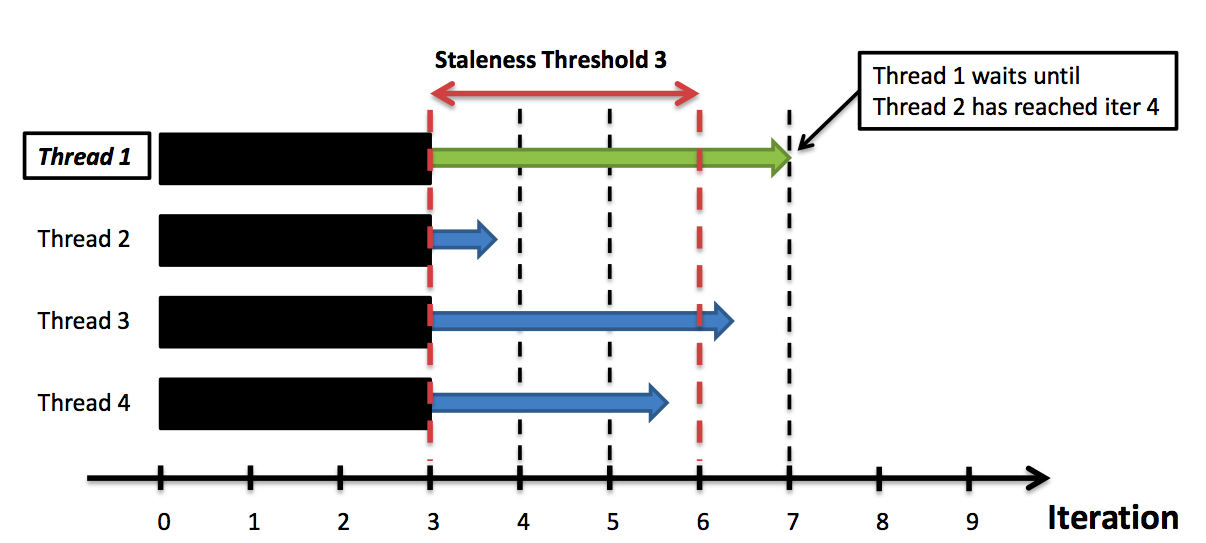 Staleness Threshold 3
Thread 1 waits until
Thread 2 has reached iter 4
Thread 1
Thread 2
Thread 3
Thread 4
0 1 2 3 4 5 6 7 8 9
Iteration